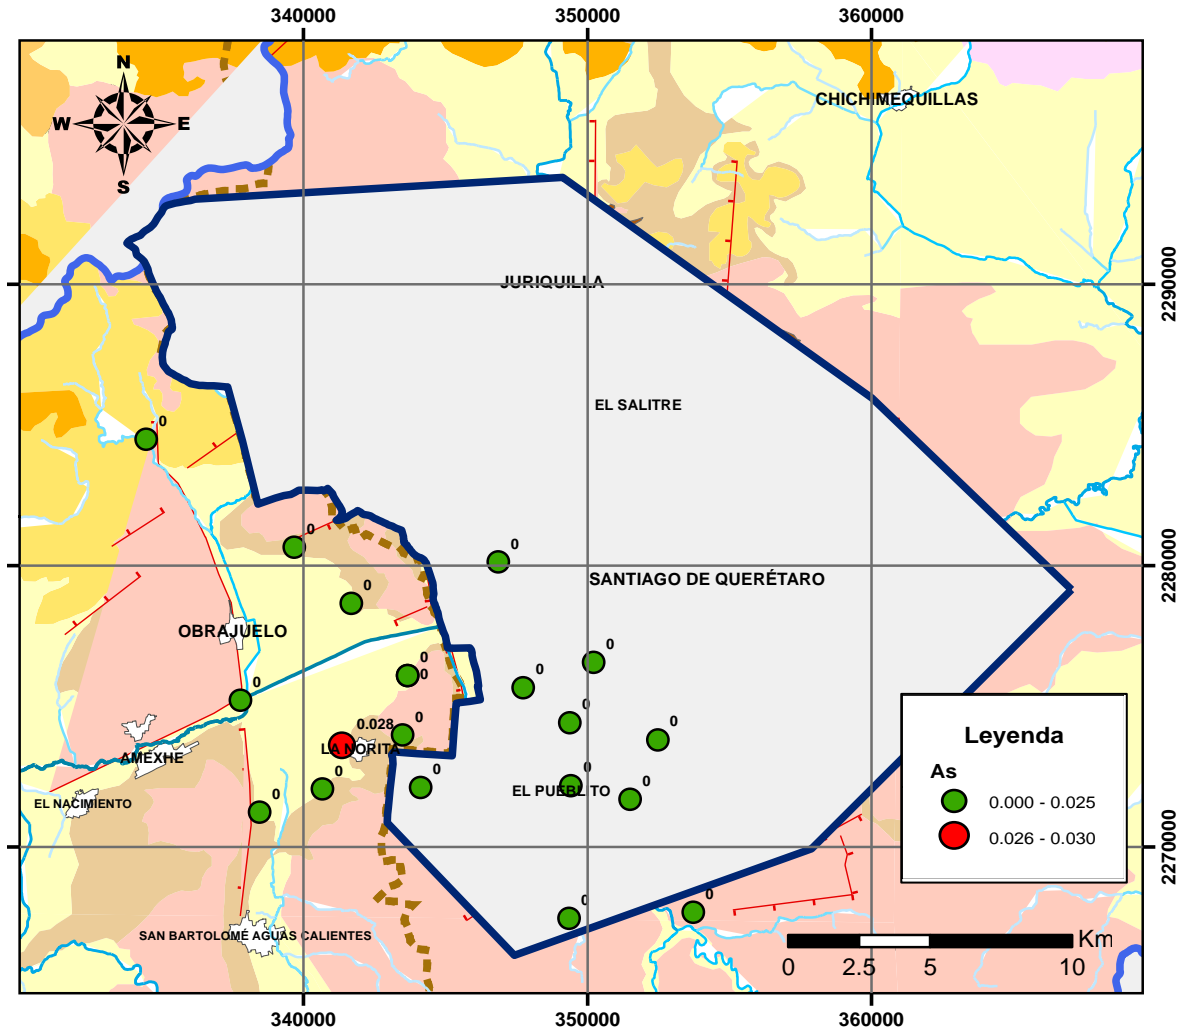 340000 350000 360000
N
W E
S
CHICHIMEQUILLAS
JURIQUILLA
2290000
EL SALITRE
0
0
0
2280000
SANTIAGO DE QUERÉTARO
0
OBRAJUELO
0
0
0
0
0
0
0.028
0
0
LA NORITA
AMEXHE
0
0
0
EL PUEBLITO
0
EL NACIMIENTO
0
Leyenda
As
0.000 - 0.025
0.026 - 0.030
2270000
0
0
SAN BARTOLOMÉ AGUAS CALIENTES
Km
0 2.5 5 10
340000 350000 360000